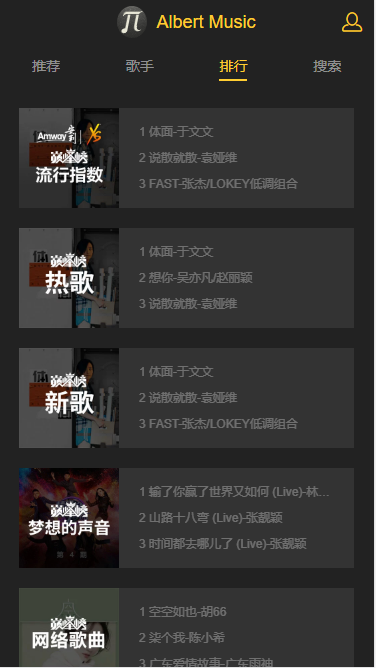 Albert Music
推荐
歌手
排行
搜索
Amway 安利 | YS
巅峰榜
流行指数
1 体面-于文文
2 说散就散-袁娅维
3 FAST-张杰/LOKEY低调组合
巅峰榜
热歌
1 体面-于文文
2 想你-吴亦凡/赵丽颖
3 说散就散-袁娅维
巅峰榜
新歌
1 体面-于文文
2 说散就散-袁娅维
3 FAST-张杰/LOKEY低调组合
巅峰榜
梦想的声音
第 4 期
1 输了你赢了世界又如何 (Live)-林...
2 山路十八弯 (Live)-张靓颖
3 时间都去哪儿了 (Live)-张靓颖
巅峰榜
网络歌曲
1 空空如也-胡66
2 柒个我-陈小希
3 广东爱情故事-广东雨神